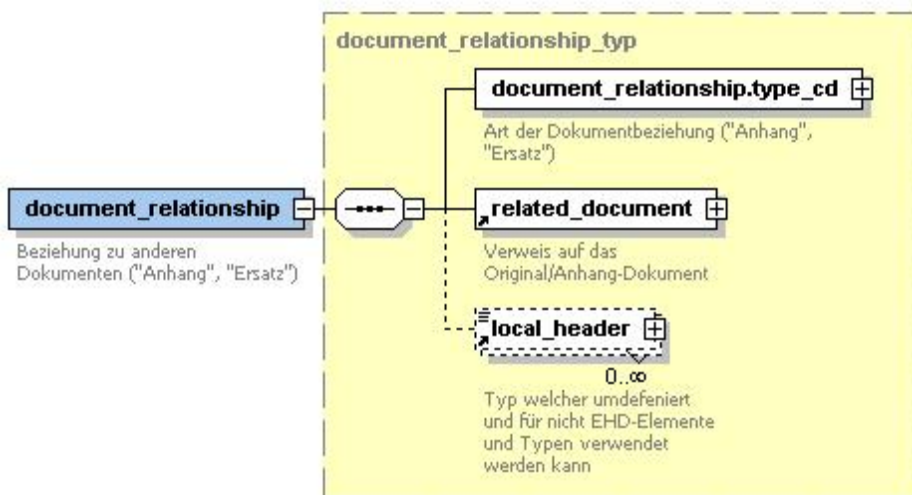 document_relationship_typ
document_relationship.type_cd
Art der Dokumentbeziehung ("Anhang",
"Ersatz")
document_relationship
Beziehung zu anderen
Dokumenten ("Anhang", "Ersatz")
related_document
Verweis auf das
Original/Anhang-Dokument
local_header
0..∞
Typ welcher umdefeniert
und für nicht EHD-Elemente
und Typen verwendet
werden kann